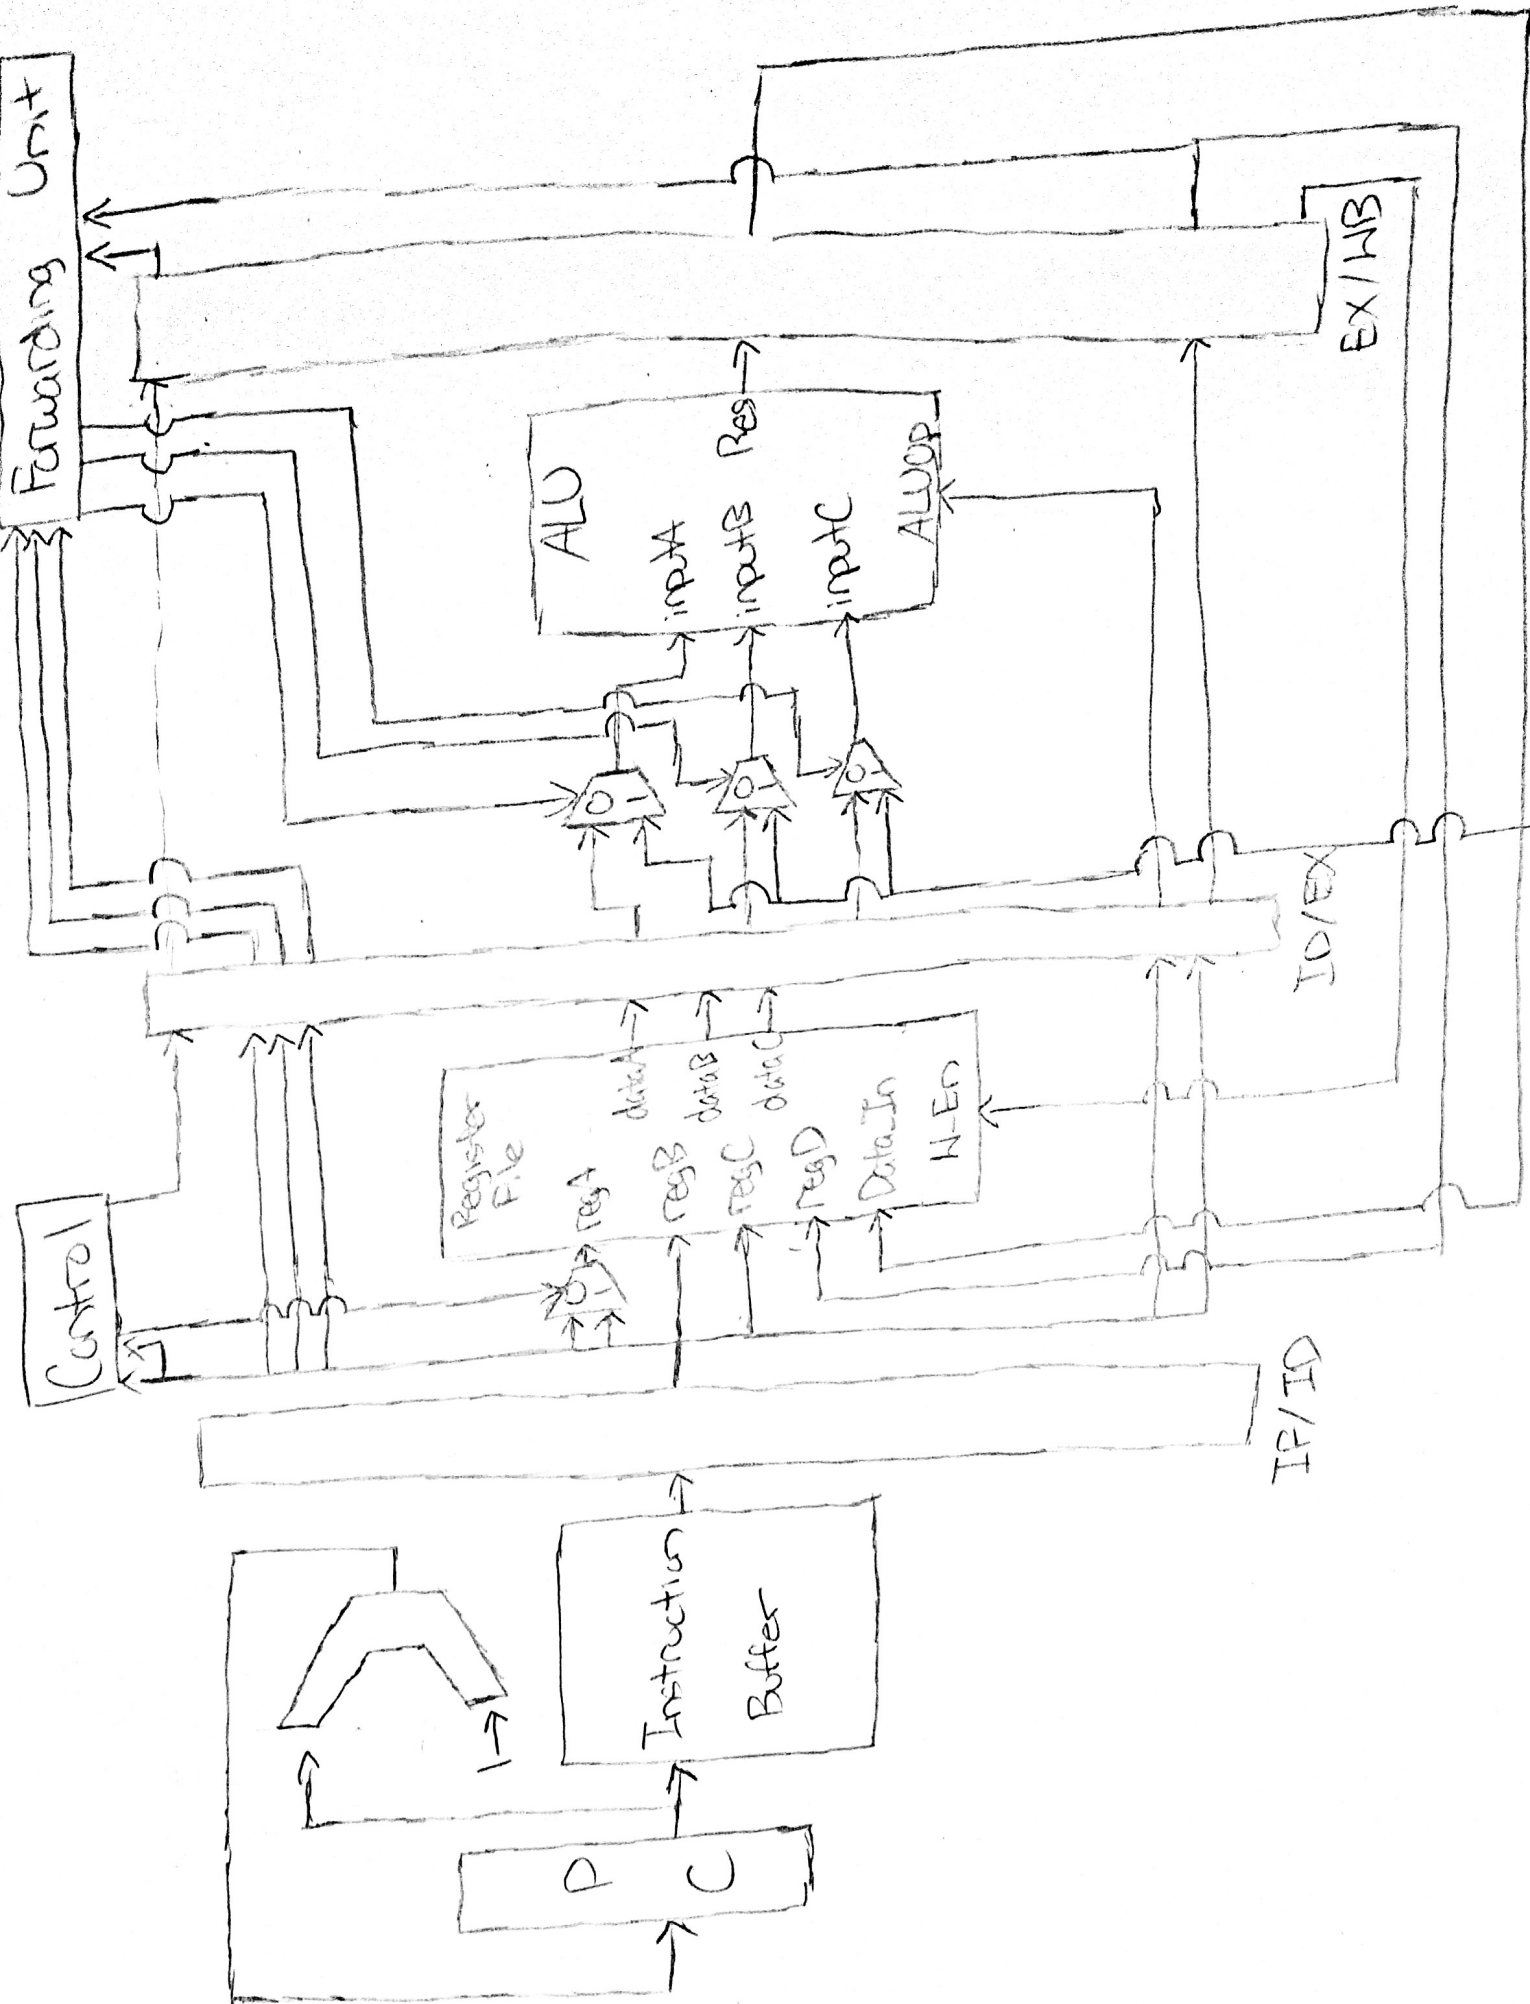 Forwarding Unit
Control
PC
1
Instruction
Buffer
IF/ID
0
1
Register
File
regA
regB
regC
regD
Data_In
W-En
dataA
dataB
dataC
ID/EX
0
1
0
1
0
1
ALU
inputA
inputB
inputC
Res
ALUOp
EX/WB